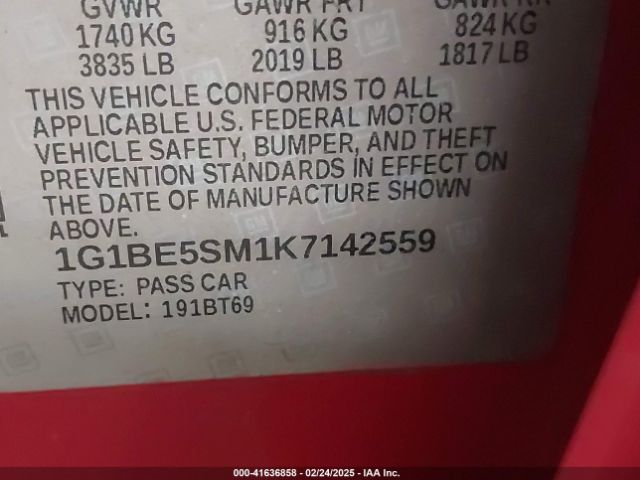 GVWR GAWR FRT GAWR RR
1740 KG 916 KG 824 KG
3835 LB 2019 LB 1817 LB
THIS VEHICLE CONFORMS TO ALL
APPLICABLE U.S. FEDERAL MOTOR
VEHICLE SAFETY, BUMPER, AND THEFT
PREVENTION STANDARDS IN EFFECT ON
THE DATE OF MANUFACTURE SHOWN
ABOVE.
1G1BE5SM1K7142559
TYPE: PASS CAR
MODEL: 191BT69
000-41636858 - 02/24/2025 - IAA Inc.